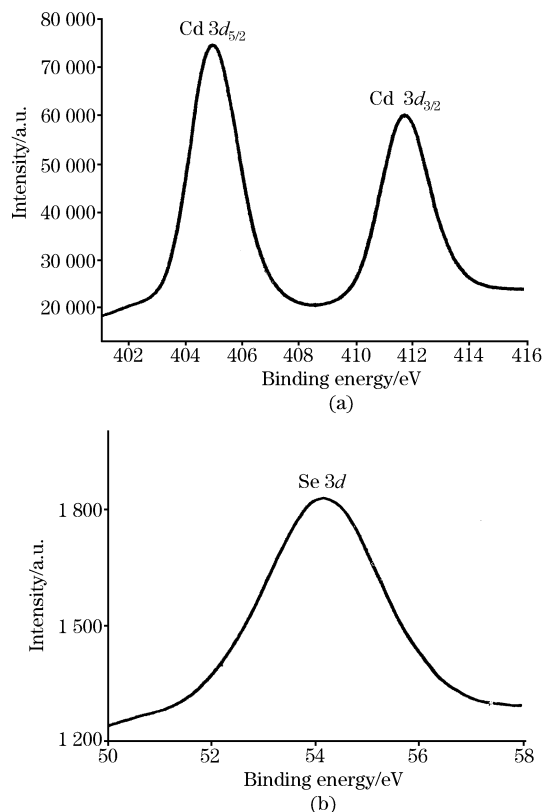 Cd 3d5/2
Cd 3d3/2
80 000
70 000
60 000
50 000
40 000
30 000
20 000
Intensity/a.u.
402 404 406 408 410 412 414 416
Binding energy/eV
(a)
Se 3d
1 800
1 500
1 200
Intensity/a.u.
50 52 54 56 58
Binding energy/eV
(b)